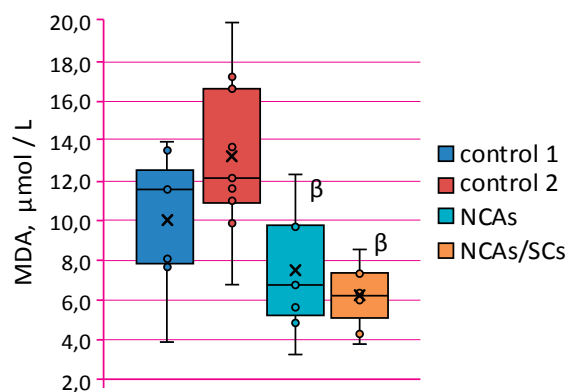 MDA, μmol / L
20,0
18,0
16,0
14,0
12,0
10,0
8,0
6,0
4,0
2,0
β
β
control 1
control 2
NCAs
NCAs/SCs